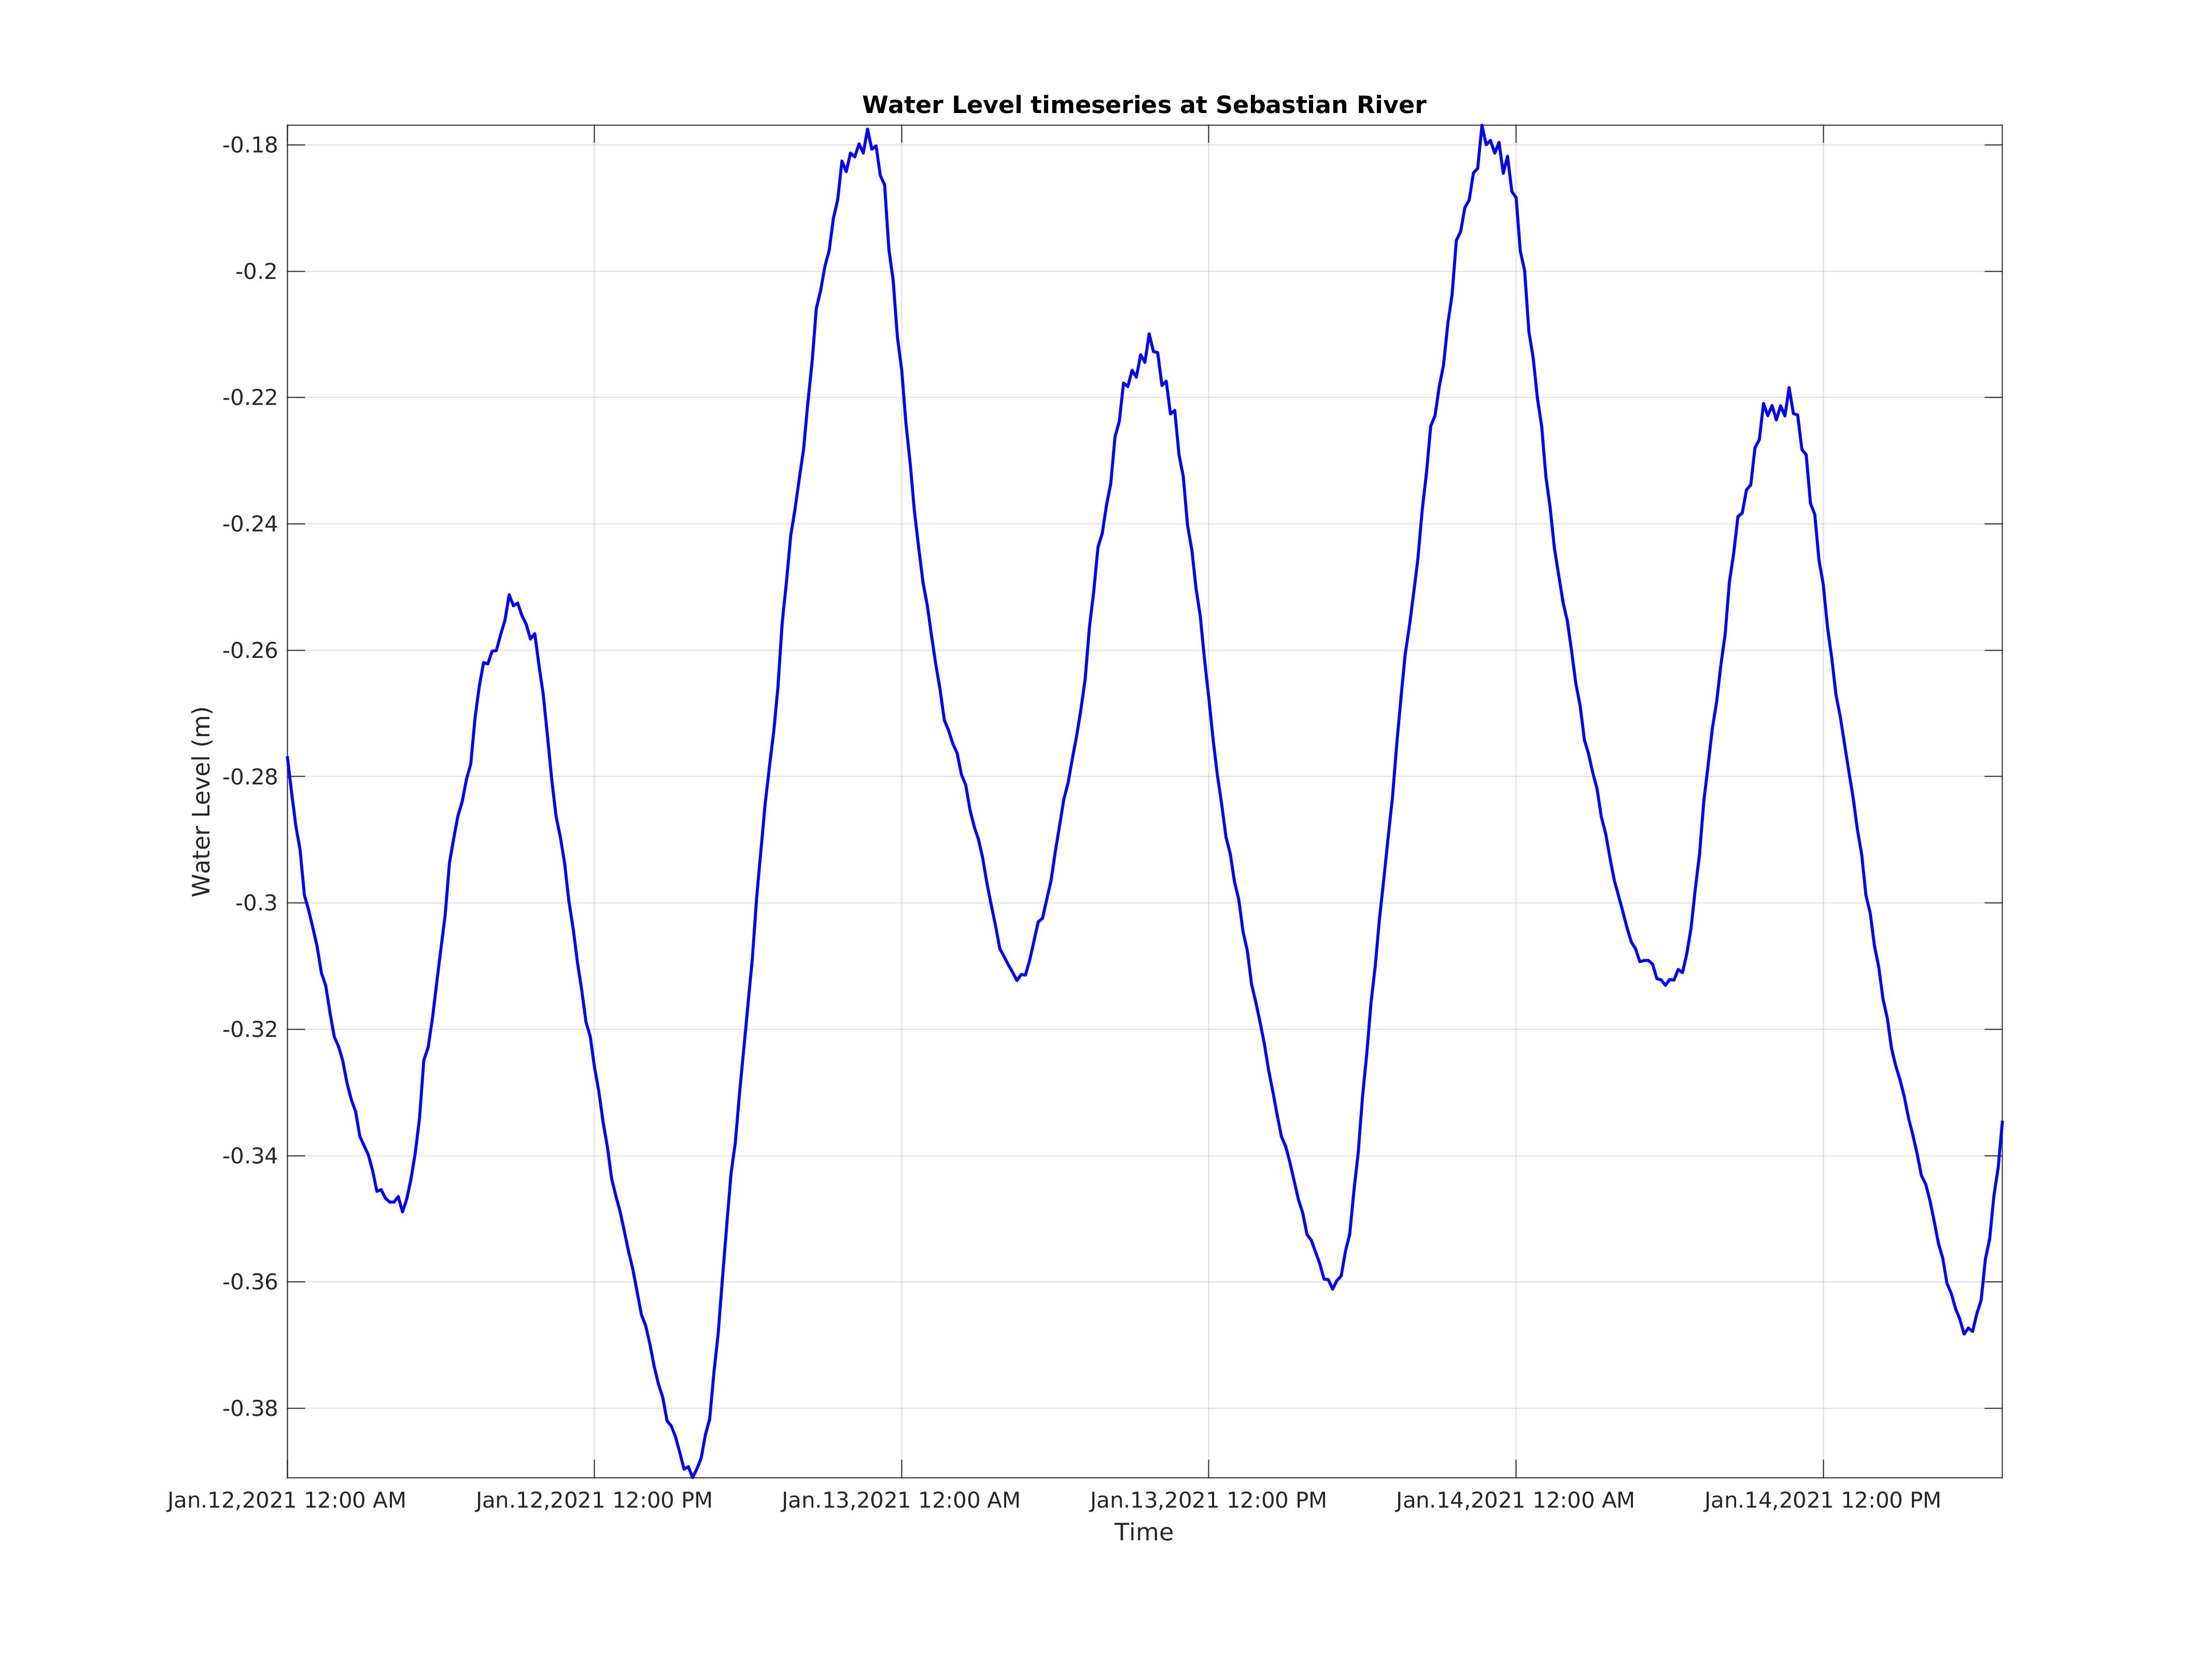 Water Level timeseries at Sebastian River
-0.18
-0.2
-0.22
-0.24
-0.26
-0.28
-0.3
-0.32
-0.34
-0.36
-0.38
Water Level (m)
Jan.12,2021 12:00 AM
Jan.12,2021 12:00 PM
Jan.13,2021 12:00 AM
Jan.13,2021 12:00 PM
Jan.14,2021 12:00 AM
Jan.14,2021 12:00 PM
Time